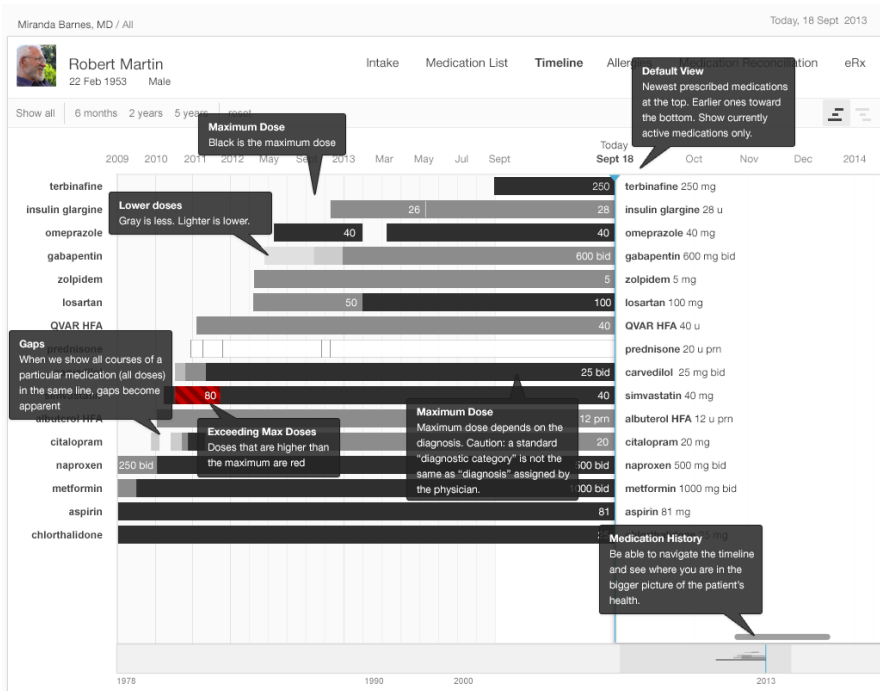 Miranda Barnes, MD / All
Today, 18 Sept 2013
Robert Martin
22 Feb 1953 Male
Intake Medication List Timeline Allergies Medication Reconciliation eRx
Show all 6 months 2 years 5 years reset
Default View
Newest prescribed medications
at the top. Earlier ones toward
the bottom. Show currently
active medications only.
Maximum Dose
Black is the maximum dose
Today
2009 2010 2011 2012 May Sept 2013 Mar May Jul Sept Sept 18 Oct Nov Dec 2014
terbinafine 250 terbinafine 250 mg
Lower doses
Gray is less. Lighter is lower.
insulin glargine 26 28 insulin glargine 28 u
omeprazole 40 40 omeprazole 40 mg
gabapentin 600 bid gabapentin 600 mg bid
zolpidem 5 zolpidem 5 mg
losartan 50 100 losartan 100 mg
QVAR HFA 40 QVAR HFA 40 u
Gaps
When we show all courses of a
particular medication (all doses)
in the same line, gaps become
apparent
prednisone prednisone 20 u prn
25 bid carvedilol 25 mg bid
simvastatin 80 40 simvastatin 40 mg
albuterol HFA 12 prn albuterol HFA 12 u prn
Maximum Dose
Maximum dose depends on the
diagnosis. Caution: a standard
“diagnostic category” is not the
same as “diagnosis” assigned by
the physician.
Exceeding Max Doses
Doses that are higher than
the maximum are red
citalopram 20 citalopram 20 mg
naproxen 250 bid 500 bid naproxen 500 mg bid
metformin 1000 bid metformin 1000 mg bid
aspirin 81 aspirin 81 mg
chlorthalidone
Medication History
Be able to navigate the timeline
and see where you are in the
bigger picture of the patient's
health.
1978 1990 2000 2013